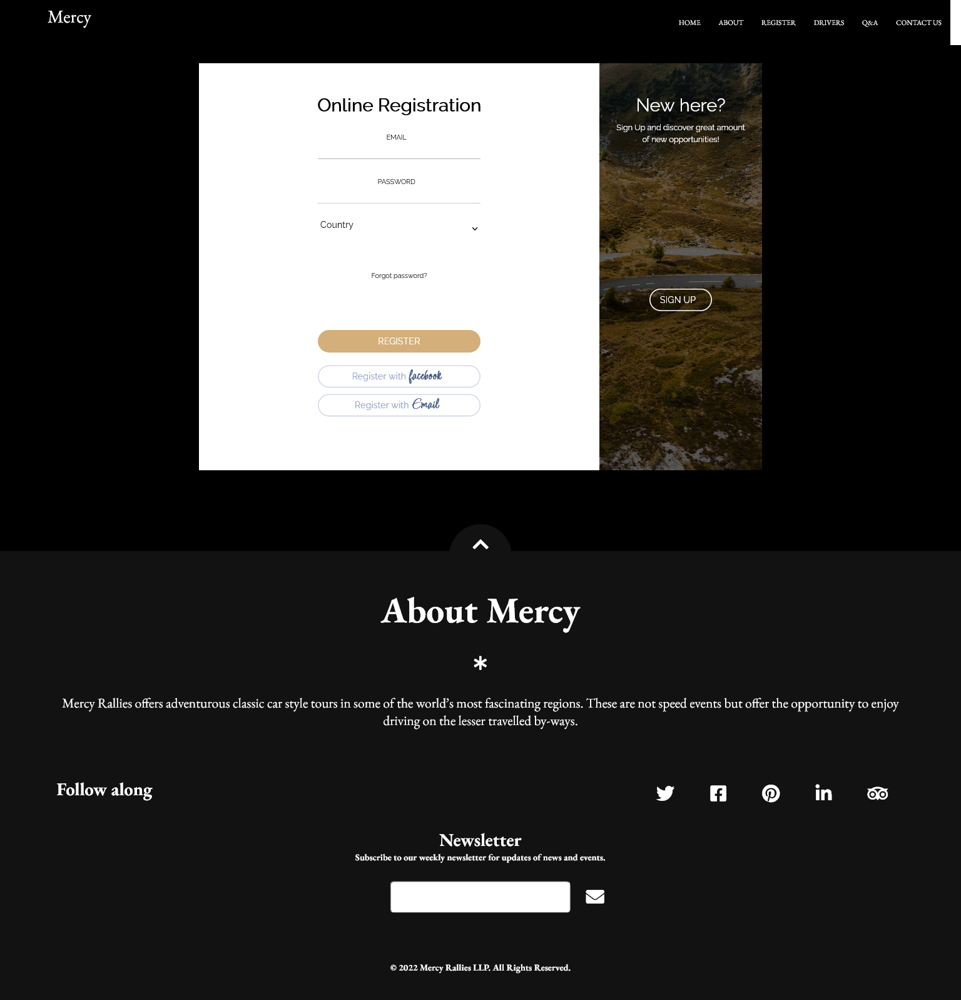 Mercy
HOME ABOUT REGISTER DRIVERS Q&A CONTACT US
Online Registration
EMAIL
PASSWORD
Country
Forgot password?
REGISTER
Register with facebook
Register with Email
New here?
Sign Up and discover great amount
of new opportunities!
SIGN UP
About Mercy
*
Mercy Rallies offers adventurous classic car style tours in some of the world’s most fascinating regions. These are not speed events but offer the opportunity to enjoy
driving on the lesser travelled by-ways.
Follow along
Newsletter
Subscribe to our weekly newsletter for updates of news and events.
© 2022 Mercy Rallies LLP. All Rights Reserved.